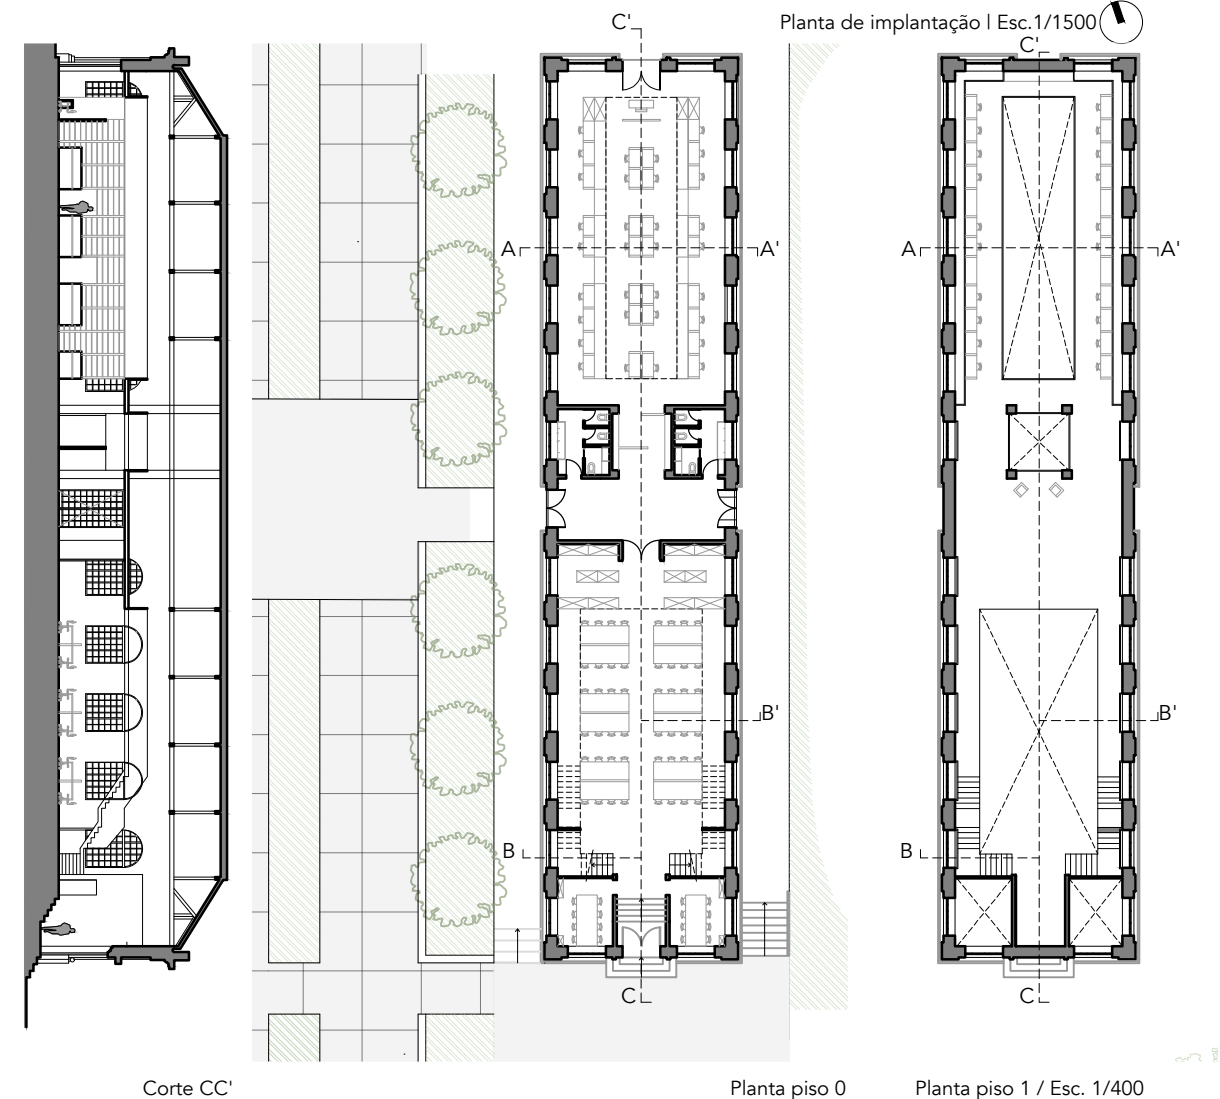 C'
Planta de implantação | Esc.1/1500
C'
A
A'
A
A'
B'
B'
B
B
C
C
Corte CC'
Planta piso 0
Planta piso 1 / Esc. 1/400